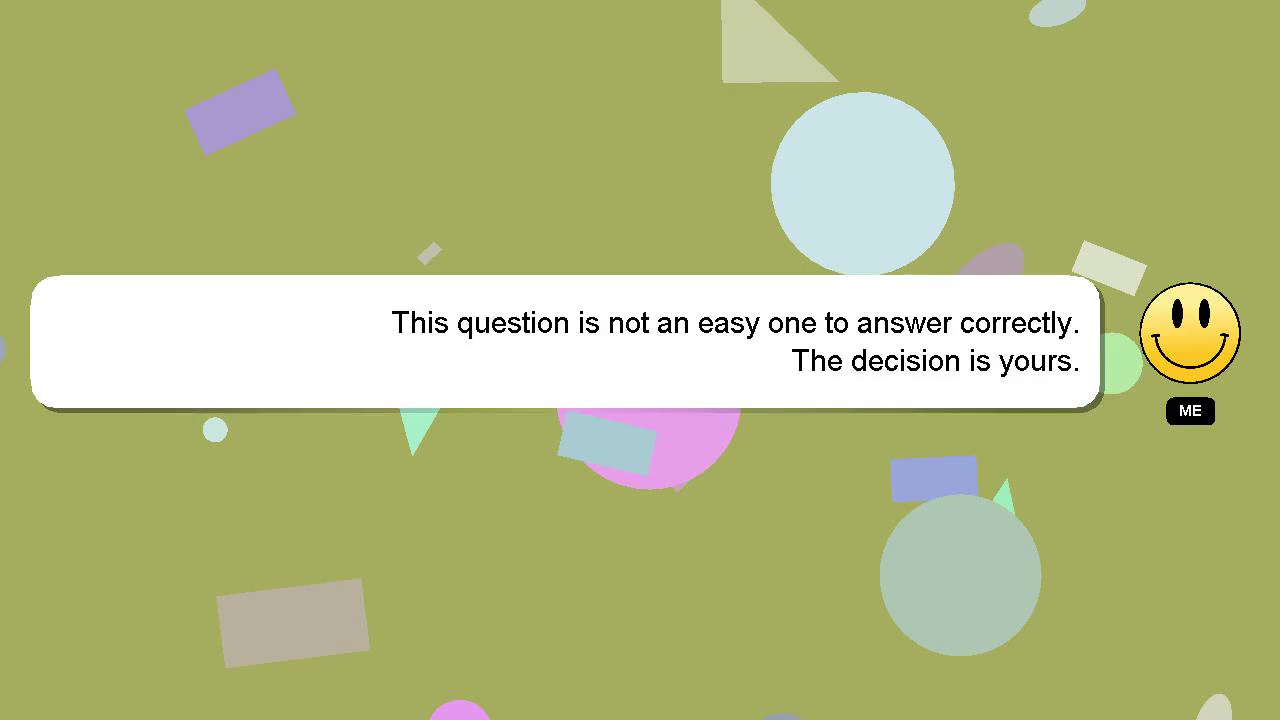 This question is not an easy one to answer correctly.
The decision is yours.
ME